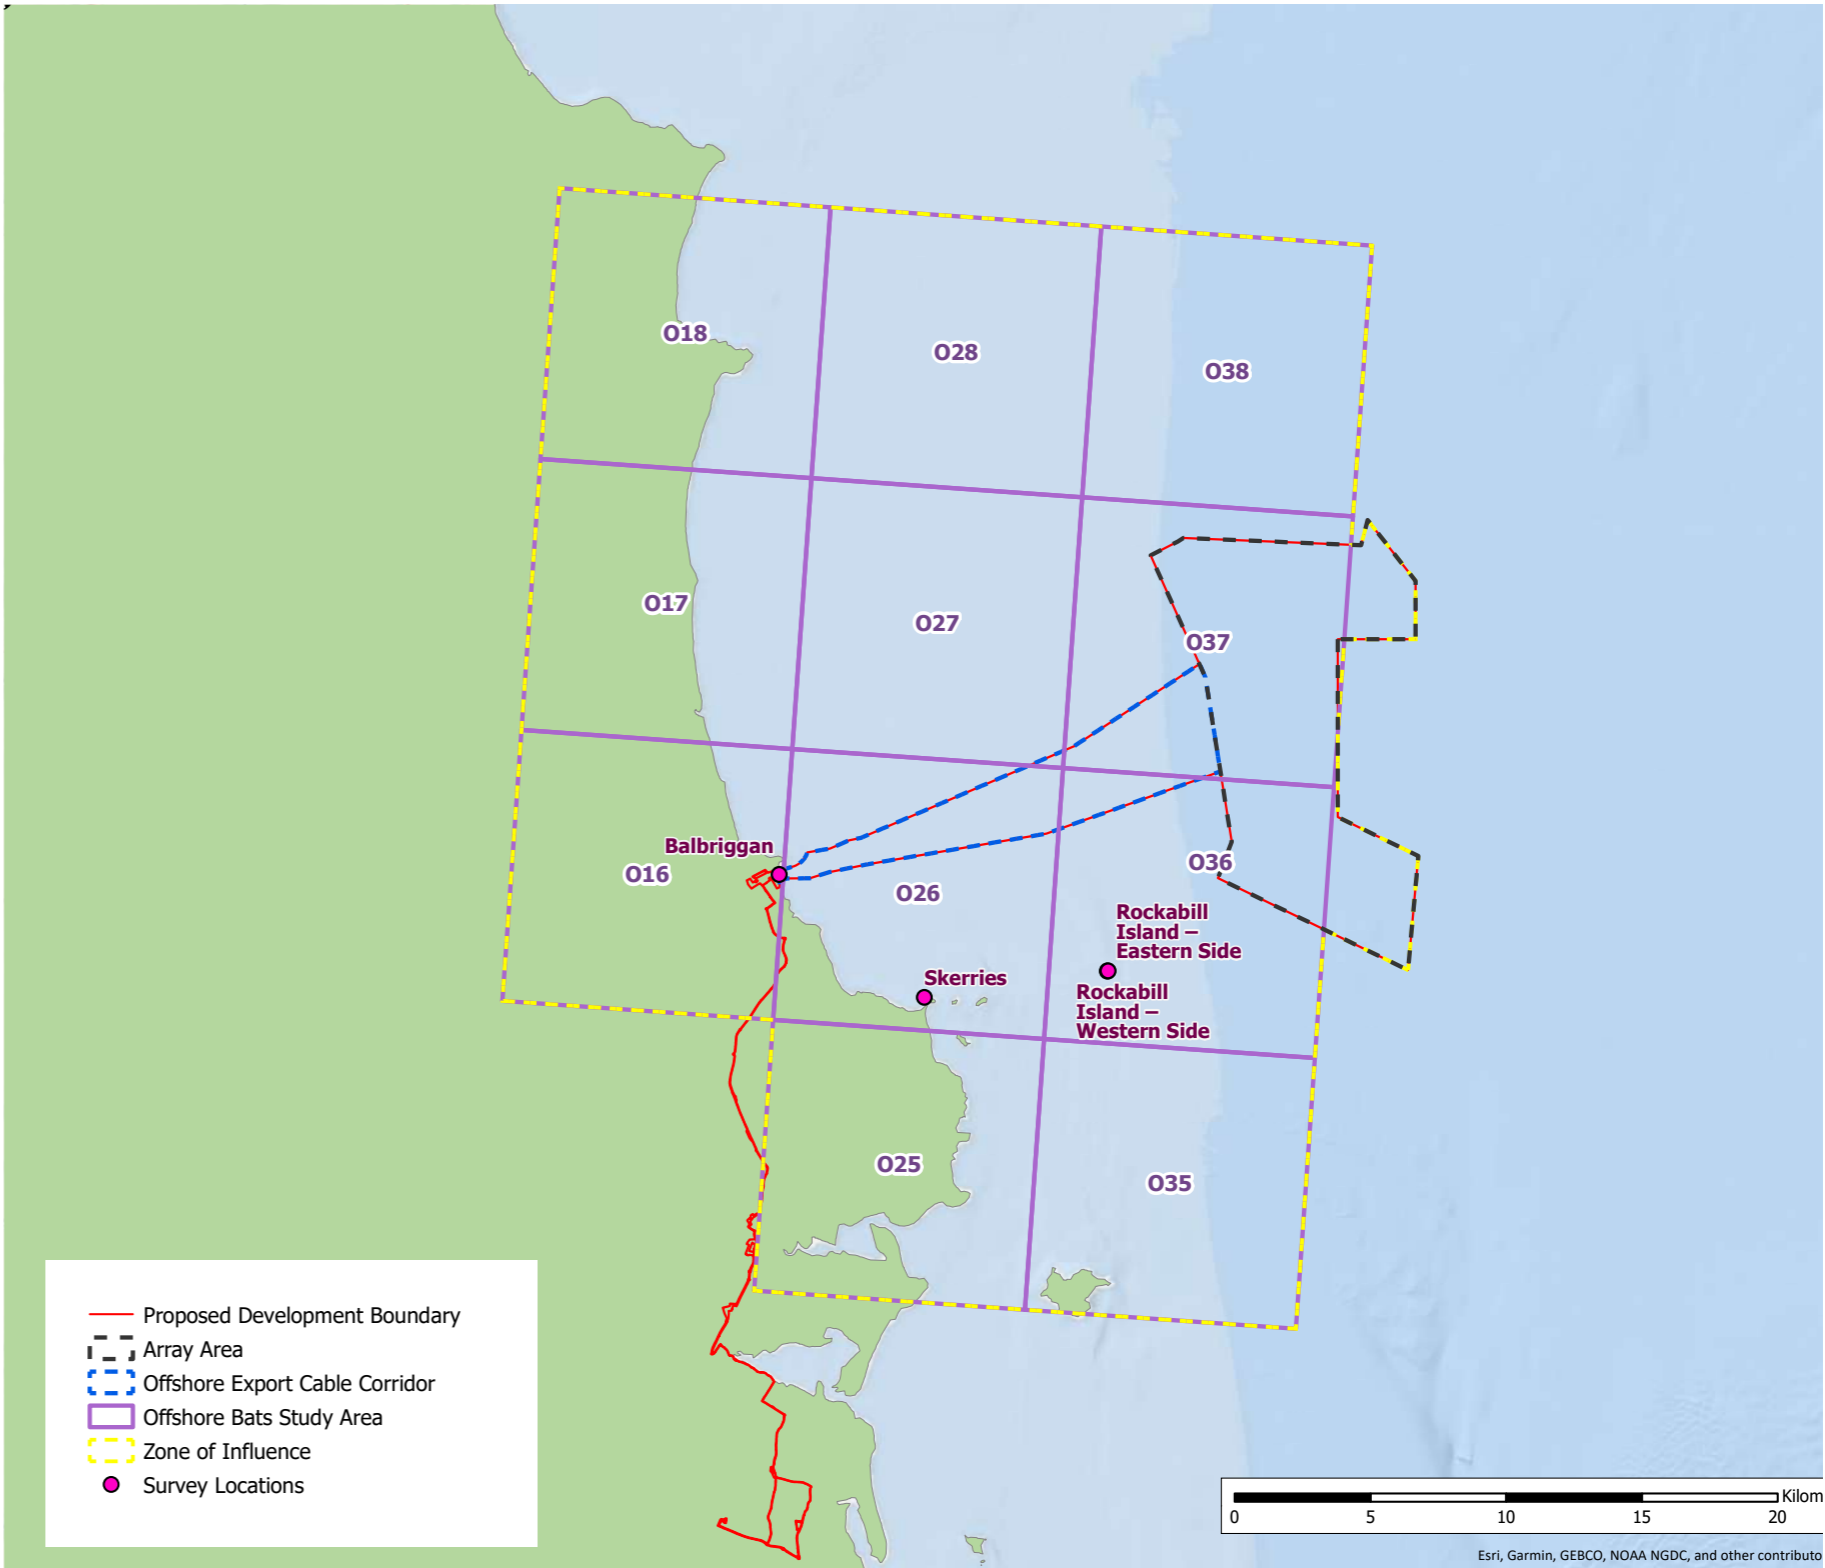 O18
O28
O38
O17
O27
O37
Balbriggan
O16
O26
O36
Rockabill
Island –
Eastern Side
Skerries
Rockabill
Island –
Western Side
O25
O35
Proposed Development Boundary
Array Area
Offshore Export Cable Corridor
Offshore Bats Study Area
Zone of Influence
Survey Locations
Kilom
0 5 10 15 20
Esri, Garmin, GEBCO, NOAA NGDC, and other contributo